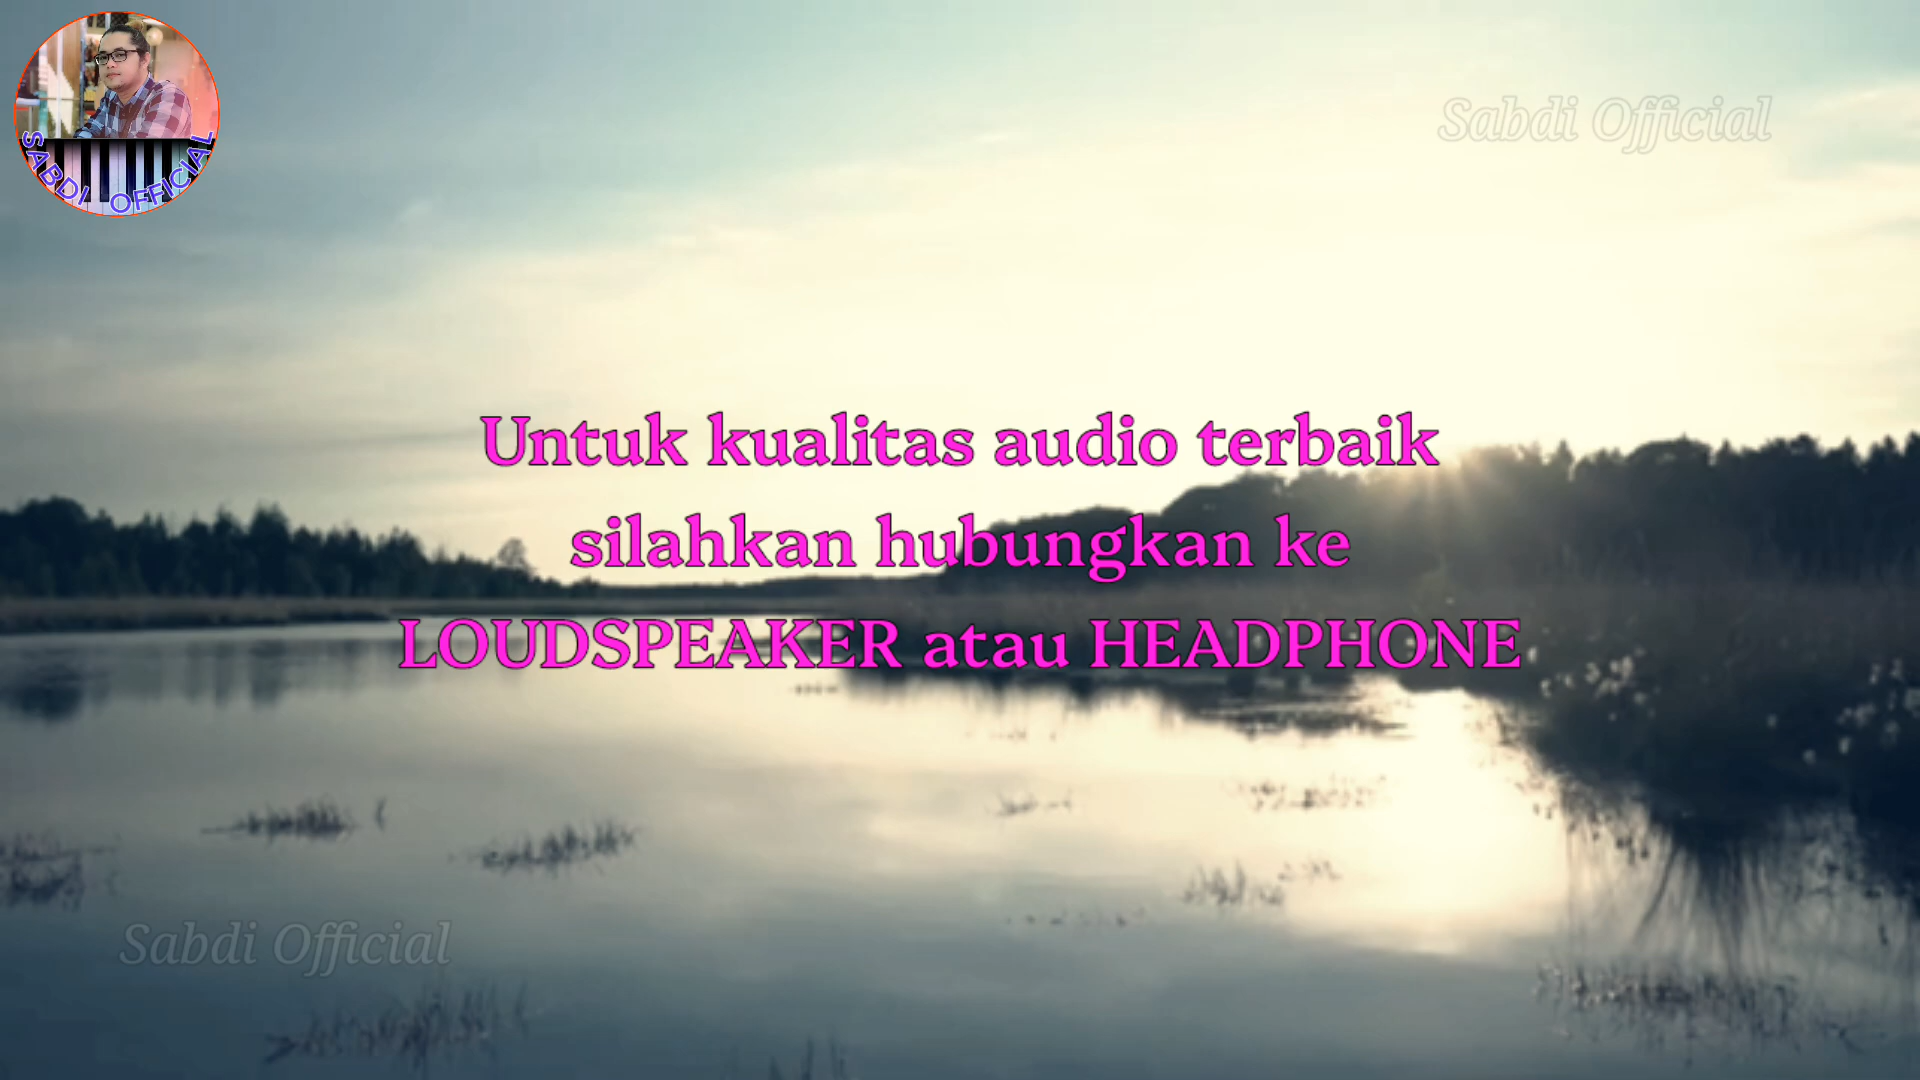 SABDI OFFICIAL
Sabdi Official
Untuk kualitas audio terbaik
silahkan hubungkan ke
LOUDSPEAKER atau HEADPHONE
Sabdi Official